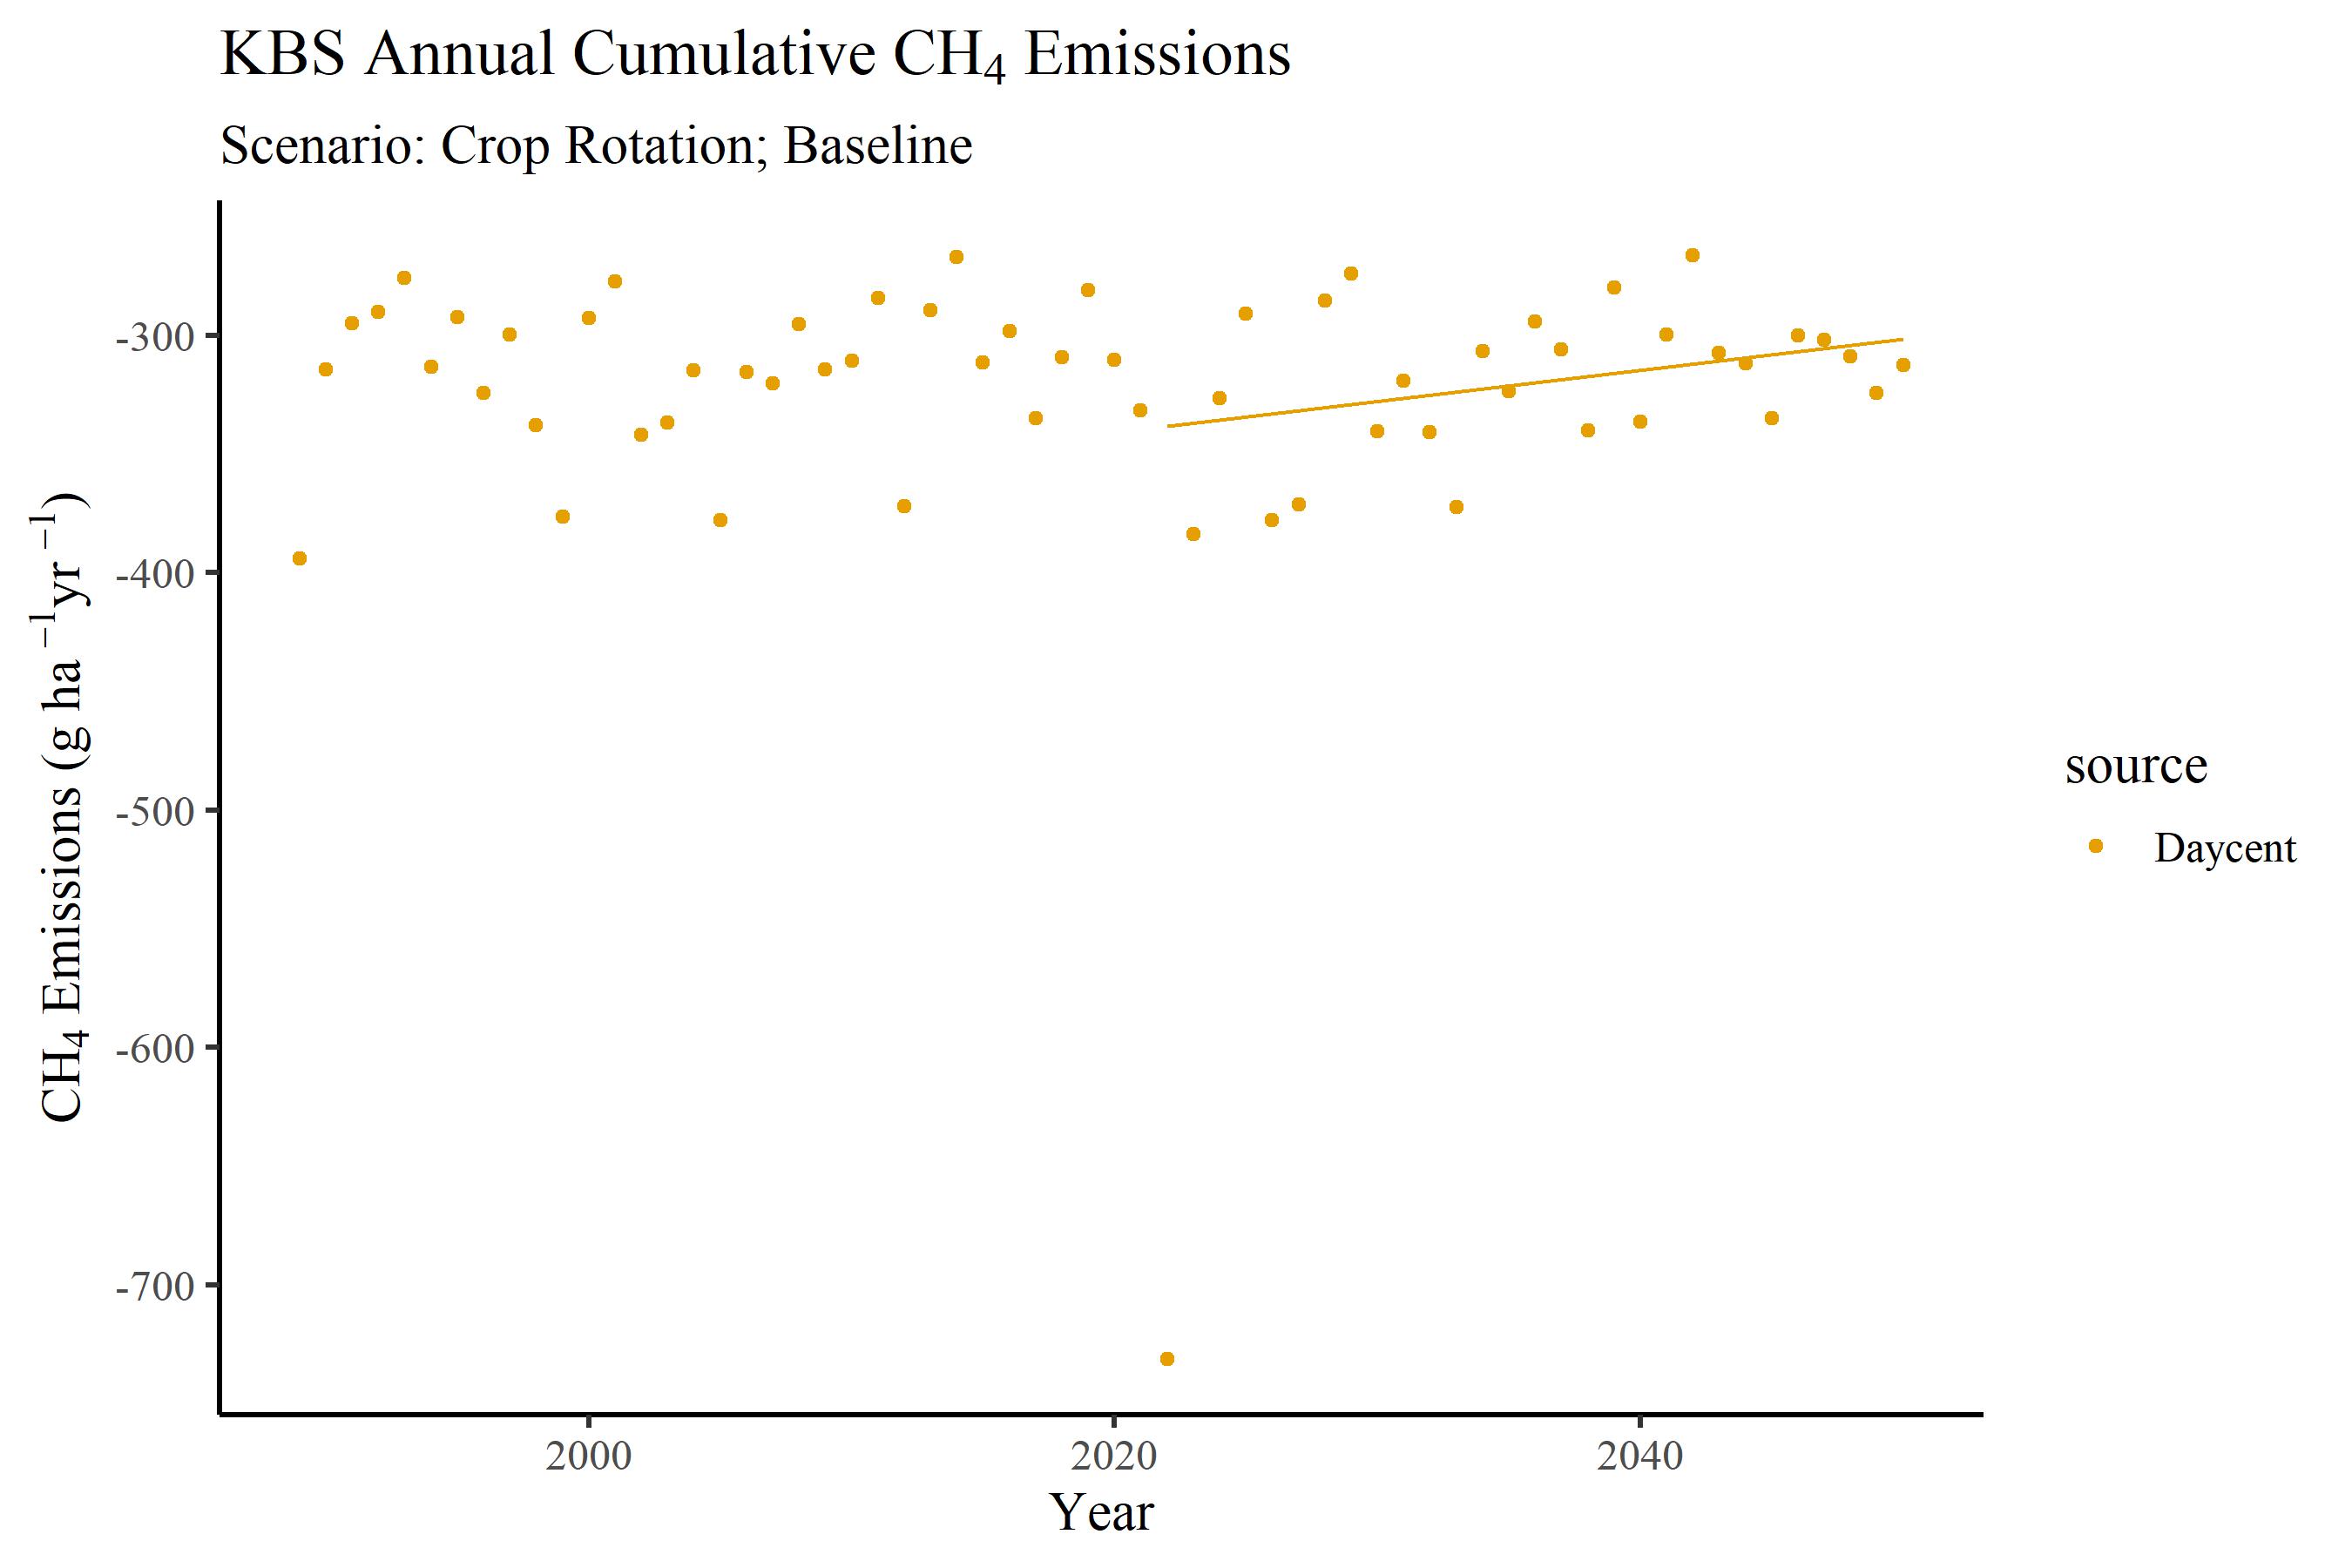 KBS Annual Cumulative CH₄ Emissions
Scenario: Crop Rotation; Baseline
CH₄ Emissions (g ha ⁻¹yr ⁻¹)
-300
-400
-500
-600
-700
2000
2020
2040
Year
source
Daycent